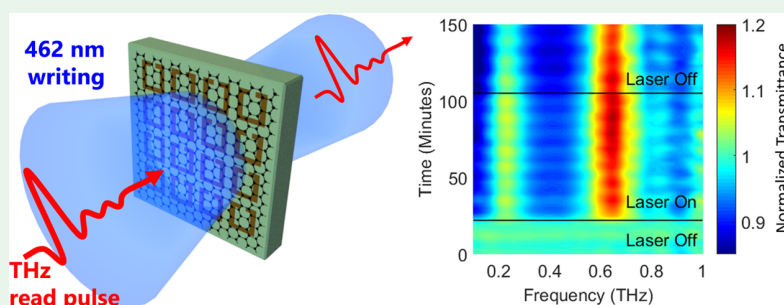 462 nm
writing
THz
read pulse
150
100
50
0
Time (Minutes)
Laser Off
Laser On
Laser Off
0.2
0.4
0.6
0.8
1
Frequency (THz)
1.2
1.1
1
0.9
Normalized Transmittance